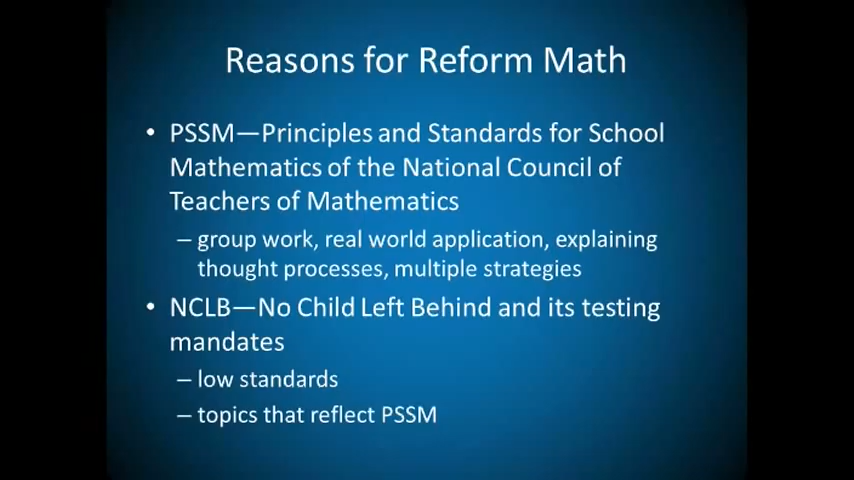 Reasons for Reform Math
• PSSM—Principles and Standards for School
Mathematics of the National Council of
Teachers of Mathematics
– group work, real world application, explaining
thought processes, multiple strategies
• NCLB—No Child Left Behind and its testing
mandates
– low standards
– topics that reflect PSSM